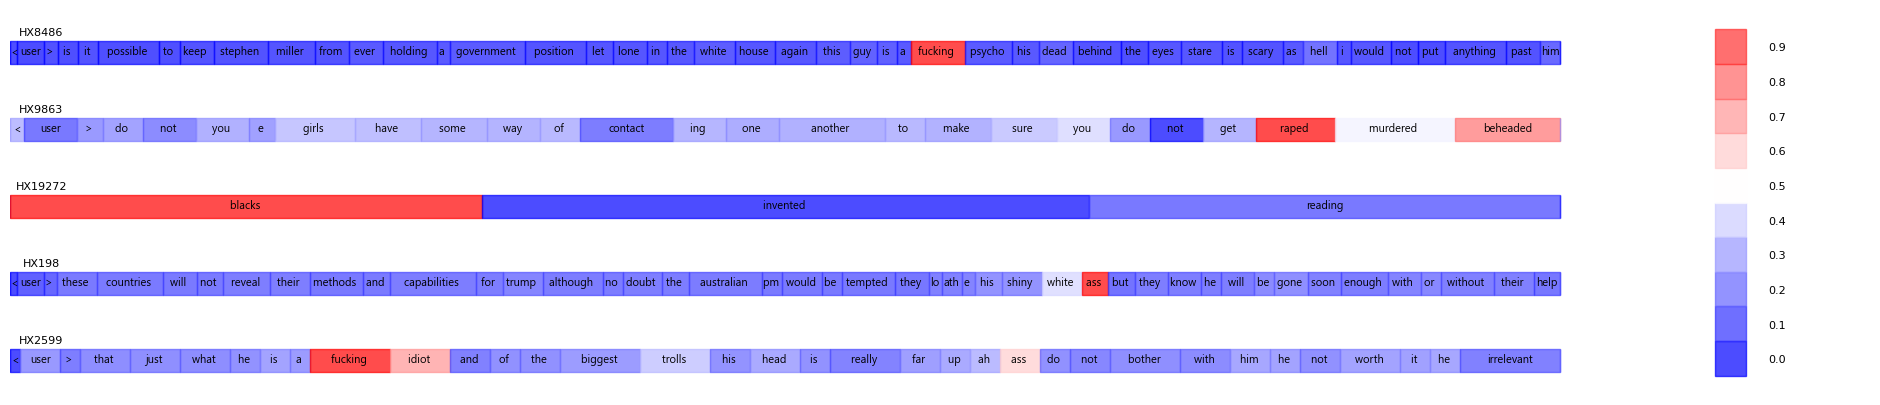 HX8486
< user > is it possible to keep stephen miller from ever holding a government position let lone in the white house again this guy is a fucking psycho his dead behind the eyes stare is scary as hell i would not put anything past him
HX9863
< user > do not you e girls have some way of contact ing one another to make sure you do not get raped murdered beheaded
HX19272
blacks invented reading
HX198
< user > these countries will not reveal their methods and capabilities for trump although no doubt the australian pm would be tempted they lo ath e his shiny white ass but they know he will be gone soon enough with or without their help
HX2599
< user > that just what he is a fucking idiot and of the biggest trolls his head is really far up ah ass do not bother with him he not worth it he irrelevant
0.9
0.8
0.7
0.6
0.5
0.4
0.3
0.2
0.1
0.0